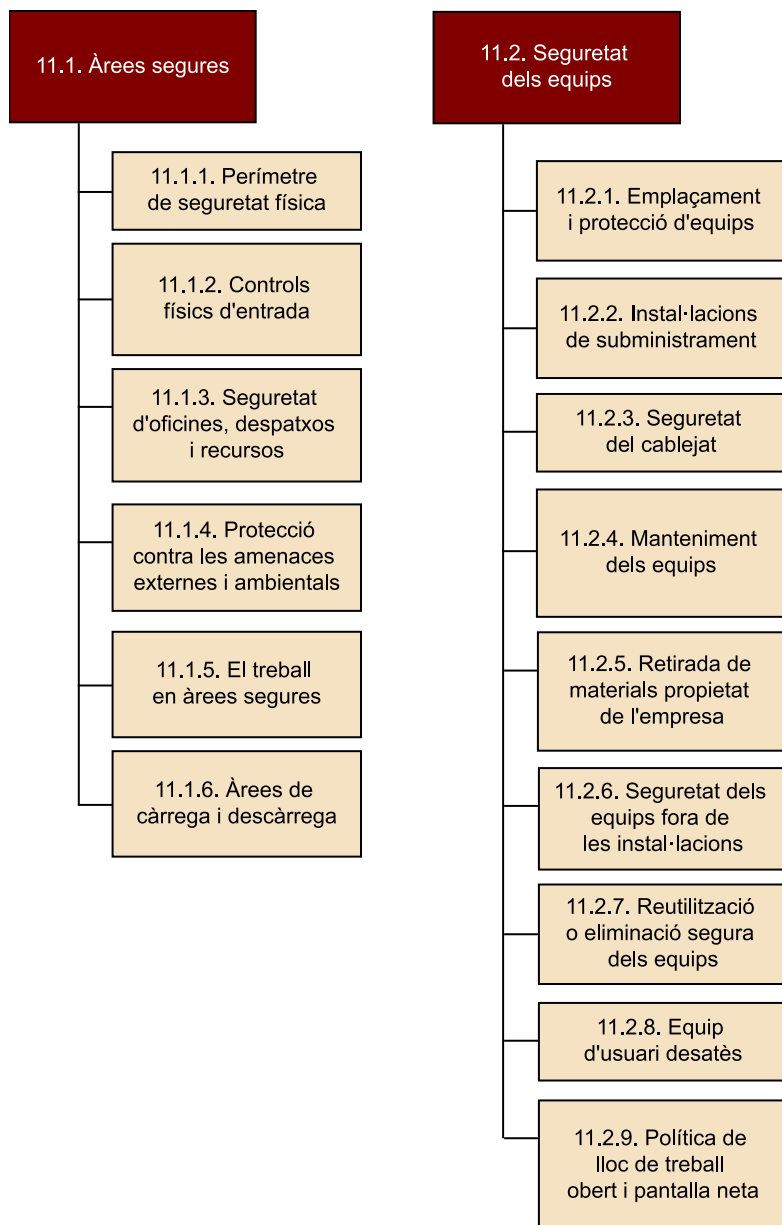 11.1. Àrees segures
11.1.1. Perímetre
de seguretat física
11.1.2. Controls
físics d'entrada
11.1.3. Seguretat
d'oficines, despatxos
i recursos
11.1.4. Protecció
contra les amenaces
externes i ambientals
11.1.5. El treball
en àrees segures
11.1.6. Àrees de
càrrega i descàrrega
11.2. Seguretat
dels equips
11.2.1. Emplaçament
i protecció d'equips
11.2.2. Instal·lacions
de subministrament
11.2.3. Seguretat
del cablejat
11.2.4. Manteniment
dels equips
11.2.5. Retirada de
materials propietat
de l'empresa
11.2.6. Seguretat dels
equips fora de
les instal·lacions
11.2.7. Reutilització
o eliminació segura
dels equips
11.2.8. Equip
d'usuari desatès
11.2.9. Política de
lloc de treball
obert i pantalla neta